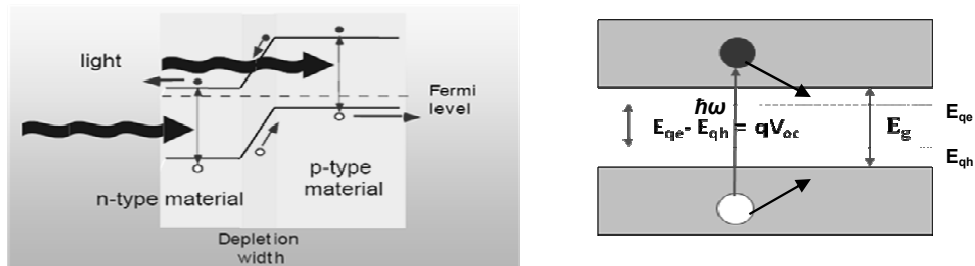 light
Fermi
level
p-type
material
n-type material
Depletion
width
ħω
E_qe - E_qh = qV_oc
E_g
E_qe
E_qh